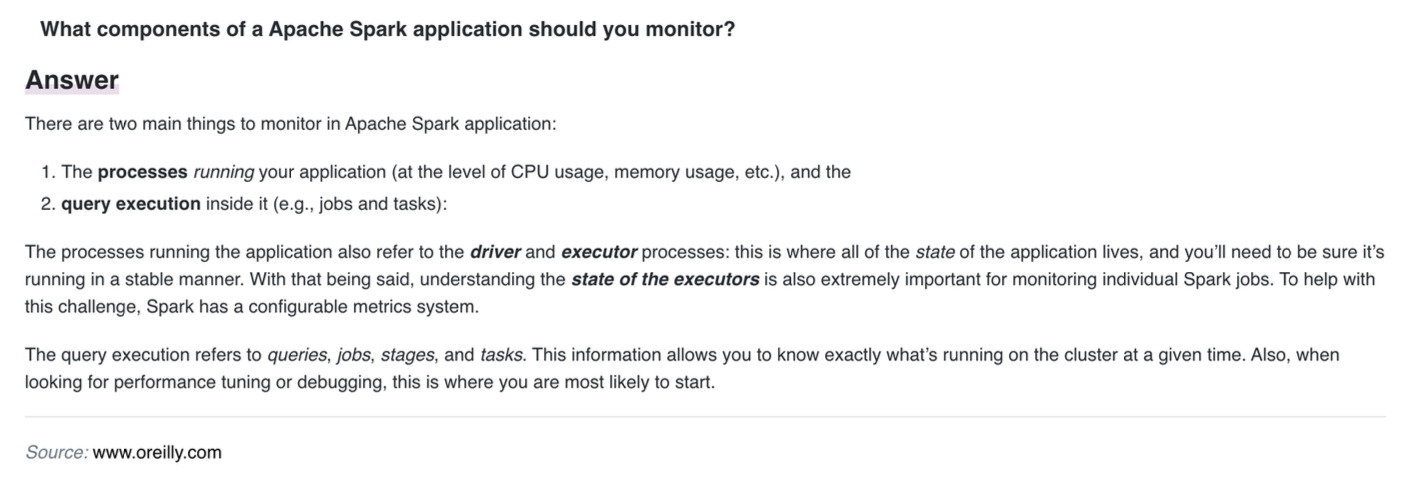 What components of a Apache Spark application should you monitor?
Answer
There are two main things to monitor in Apache Spark application:
1. The processes running your application (at the level of CPU usage, memory usage, etc.), and the
2. query execution inside it (e.g., jobs and tasks):
The processes running the application also refer to the driver and executor processes: this is where all of the state of the application lives, and you’ll need to be sure it’s
running in a stable manner. With that being said, understanding the state of the executors is also extremely important for monitoring individual Spark jobs. To help with
this challenge, Spark has a configurable metrics system.
The query execution refers to queries, jobs, stages, and tasks. This information allows you to know exactly what’s running on the cluster at a given time. Also, when
looking for performance tuning or debugging, this is where you are most likely to start.
Source: www.oreilly.com